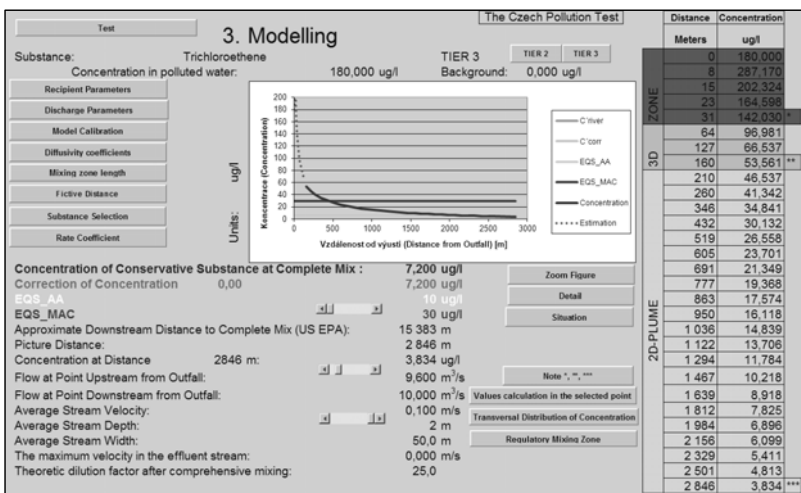 Test
The Czech Pollution Test
3. Modelling
Substance: Trichloroethene TIER 3 TIER 2 TIER 3
Concentration in polluted water: 180,000 ug/l Background: 0,000 ug/l
Recipient Parameters
Discharge Parameters
Model Calibration
Diffusivity coefficients
Mixing zone length
Fictive Distance
Substance Selection
Rate Coefficient
Units: ug/l
Koncentrace (Concentration)
200
180
160
140
120
100
80
60
40
20
0
0 500 1000 1500 2000 2500 3000
Vzdálenost od výusti (Distance from Outfall) [m]
C'river
C'corr
EQS_AA
EQS_MAC
Concentration
Estimation
Concentration of Conservative Substance at Complete Mix : 7,200 ug/l
Correction of Concentration 0,00 7,200 ug/l
EQS_AA 10 ug/l
EQS_MAC 30 ug/l
Approximate Downstream Distance to Complete Mix (US EPA): 15 383 m
Picture Distance: 2 846 m
Concentration at Distance 2846 m: 3,834 ug/l
Flow at Point Upstream from Outfall: 9,600 m³/s
Flow at Point Downstream from Outfall: 10,000 m³/s
Average Stream Velocity: 0,100 m/s
Average Stream Depth: 2 m
Average Stream Width: 50,0 m
The maximum velocity in the effluent stream: 0,000 m/s
Theoretic dilution factor after comprehensive mixing: 25,0
Zoom Figure
Detail
Situation
Note *, **, ***
Values calculation in the selected point
Transversal Distribution of Concentration
Regulatory Mixing Zone
Distance Concentration
Meters ug/l
ZONE
0 180,000
8 287,170
15 202,324
23 164,598
31 142,030 *
3D
64 96,981
127 66,537
160 53,561 **
2D-PLUME
210 46,537
260 41,342
346 34,841
432 30,132
519 26,558
605 23,701
691 21,349
777 19,368
863 17,574
950 16,118
1 036 14,839
1 122 13,706
1 294 11,784
1 467 10,218
1 639 8,918
1 812 7,825
1 984 6,896
2 156 6,099
2 329 5,411
2 501 4,813
2 846 3,834 ***